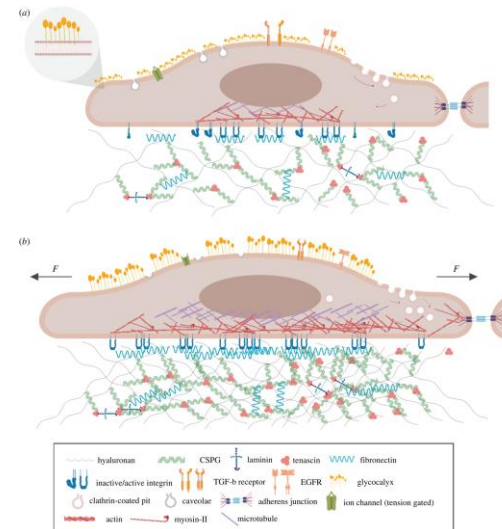 (a)
(b)
F
F
hyaluronan CSPG laminin tenascin fibronectin
inactive/active integrin TGF-b receptor EGFR glycocalyx
clathrin-coated pit caveolae adherens junction ion channel (tension gated)
actin myosin-II microtubule